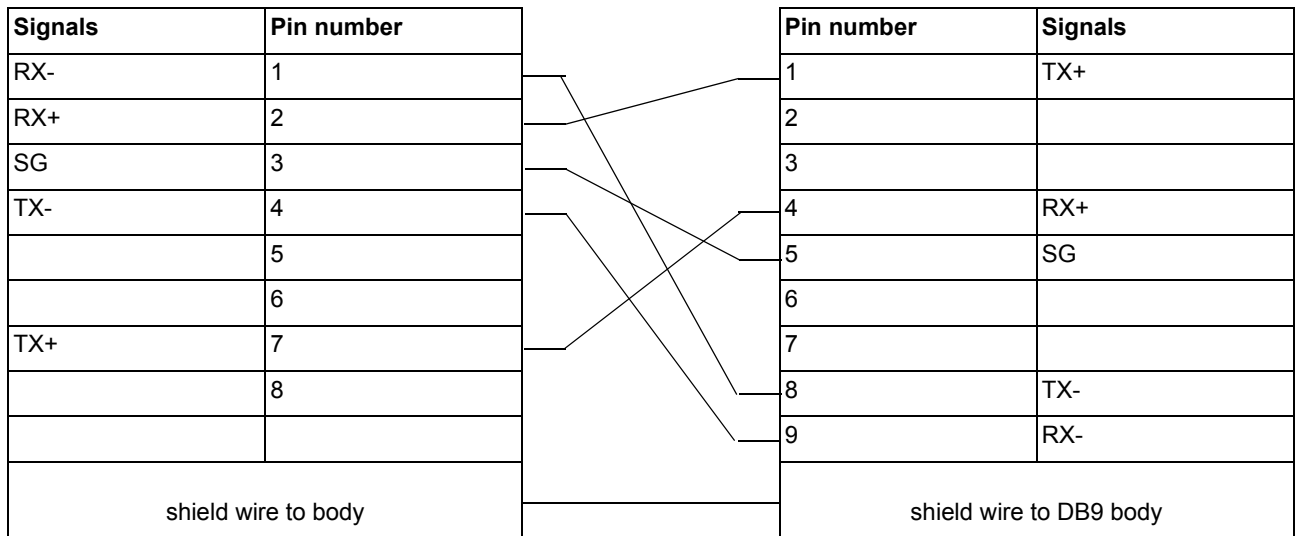 Signals Pin number Pin number Signals
RX- 1 1 TX+
RX+ 2 2
SG 3 3
TX- 4 4 RX+
5 5 SG
6 6
TX+ 7 7
8 8 TX-
9 RX-
shield wire to body shield wire to DB9 body